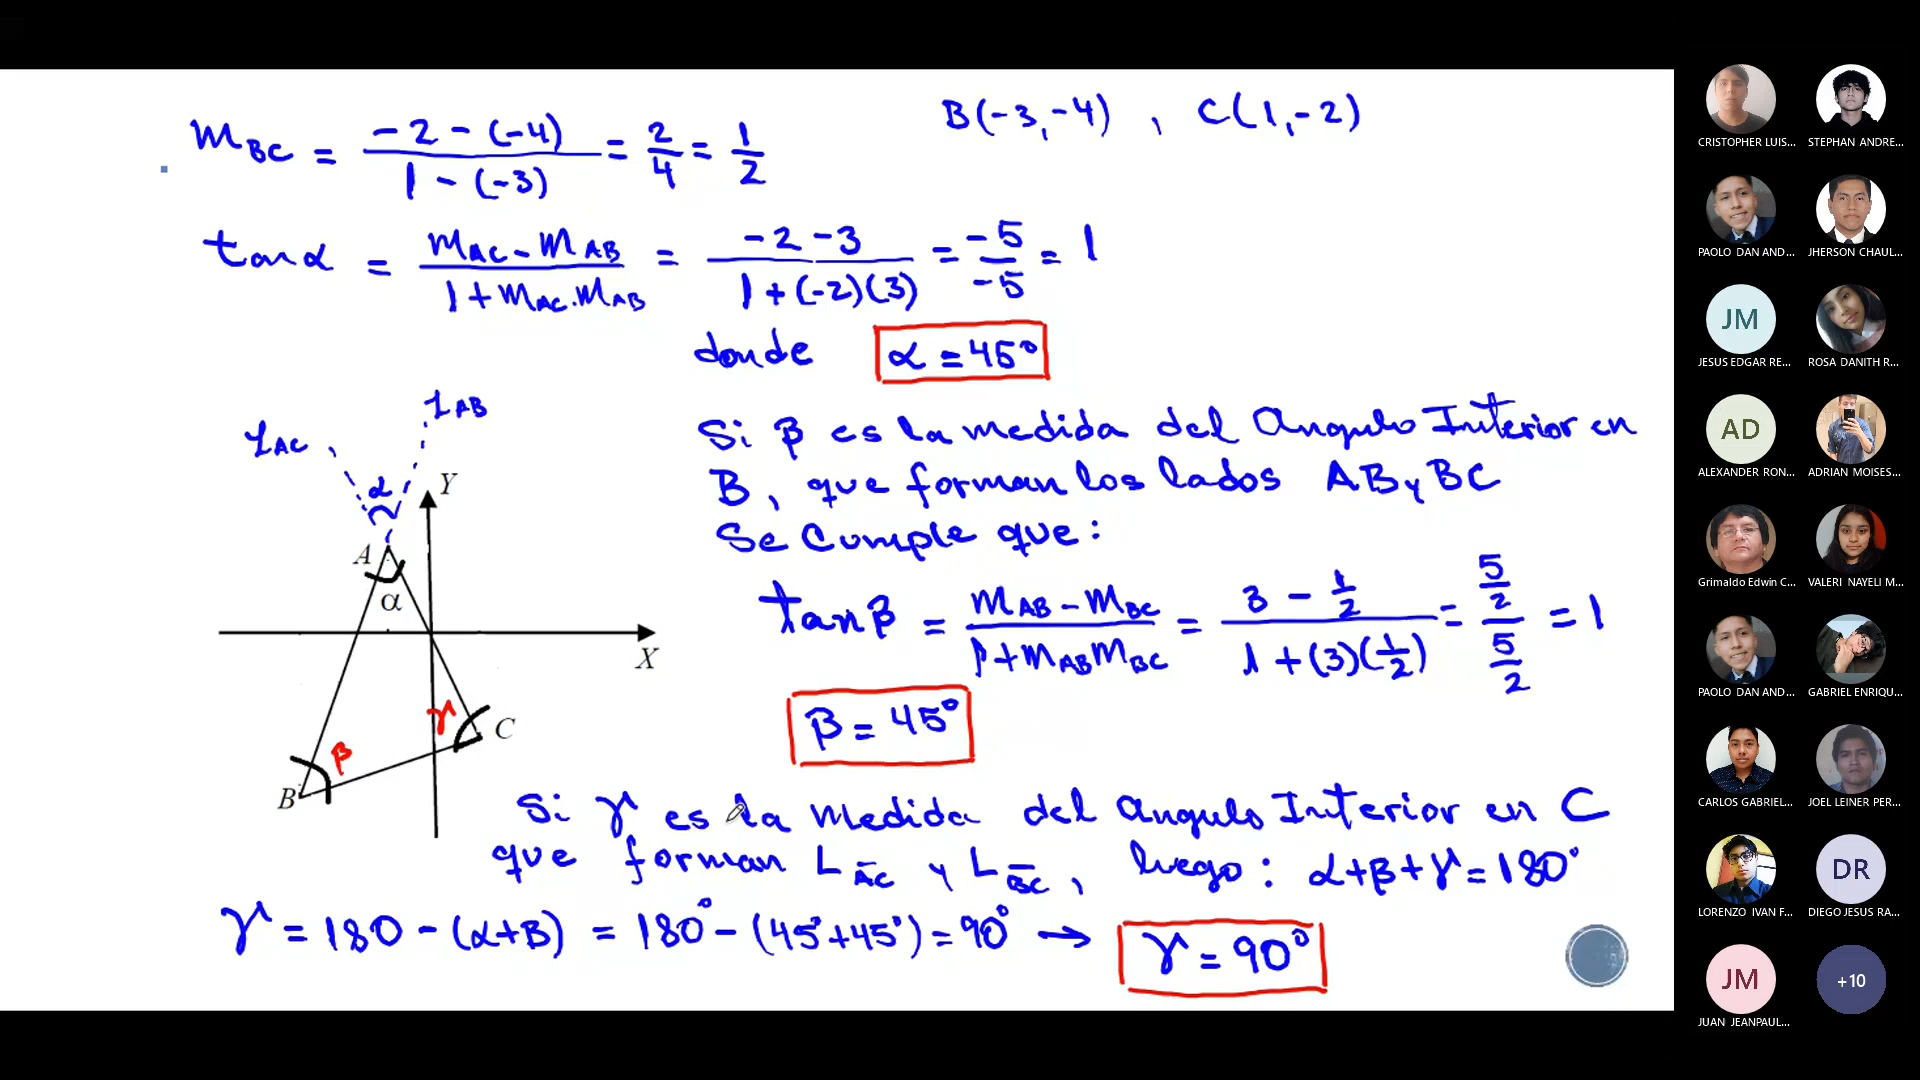 m_BC = (-2-(-4))/(1-(-3)) = 2/4 = 1/2
B(-3,-4) , C(1,-2)
tan α = (m_AC - m_AB)/(1+m_AC.m_AB) = (-2-3)/(1+(-2)(3)) = -5/-5 = 1
donde α = 45°
L_AB
L_AC
α
Y
A
α
X
γ
C
β
B
Si β es la medida del Angulo Interior en
B, que forman los lados AB y BC
Se Cumple que:
tan β = (m_AB - m_BC)/(1+m_AB m_BC) = (3 - 1/2)/(1+(3)(1/2)) = (5/2)/(5/2) = 1
β = 45°
Si γ es la medida del angulo Interior en C
que forman L_AC y L_BC, luego: α+β+γ = 180°
γ = 180 - (α+β) = 180° - (45°+45°) = 90° → γ = 90°
CRISTOPHER LUIS...
STEPHAN ANDRE...
PAOLO DAN AND...
JHERSON CHAUL...
JM
JESUS EDGAR RE...
ROSA DANITH R...
AD
ALEXANDER RON...
ADRIAN MOISES...
Grimaldo Edwin C...
VALERI NAYELI M...
PAOLO DAN AND...
GABRIEL ENRIQU...
CARLOS GABRIEL...
JOEL LEINER PER...
LORENZO IVAN F...
DR
DIEGO JESUS RA...
JM
JUAN JEANPAUL...
+10